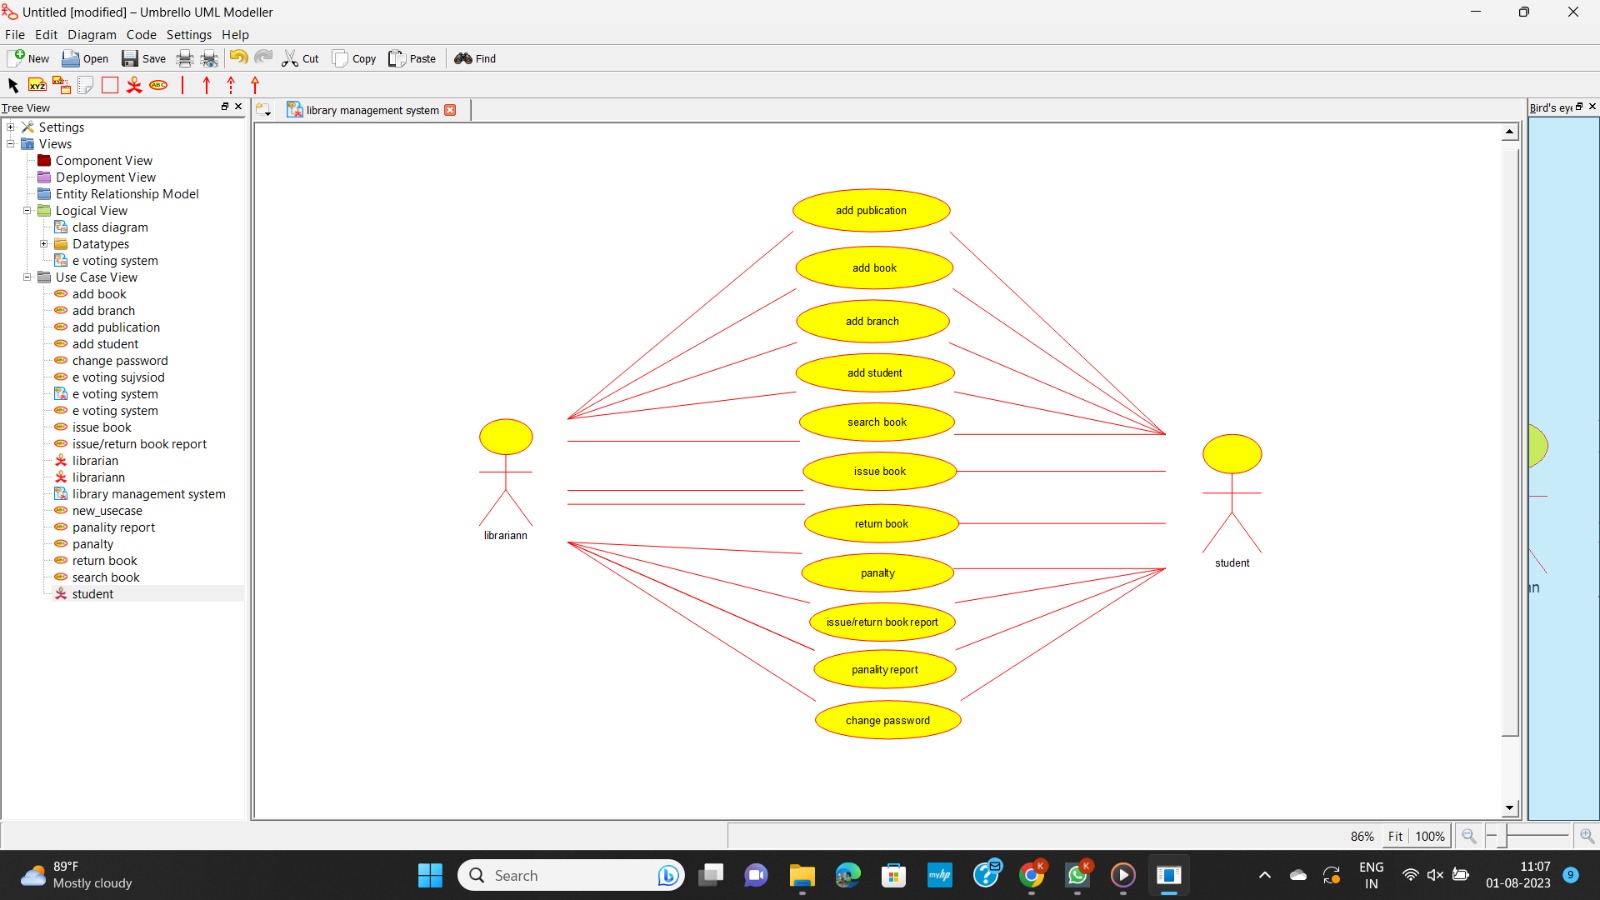 Untitled [modified] – Umbrello UML Modeller
File Edit Diagram Code Settings Help
New Open Save Cut Copy Paste Find
XYZ ABC
Tree View
library management system
Bird's eye
Settings
Views
Component View
Deployment View
Entity Relationship Model
Logical View
class diagram
Datatypes
e voting system
Use Case View
add book
add branch
add publication
add student
change password
e voting sujvsiod
e voting system
e voting system
issue book
issue/return book report
librarian
librariann
library management system
new_usecase
panality report
panalty
return book
search book
student
add publication
add book
add branch
add student
search book
issue book
return book
panalty
issue/return book report
panality report
change password
librariann
student
nn
86% Fit 100%
89°F
Mostly cloudy
Search
myhp
K
K
ENG
IN
11:07
01-08-2023
9